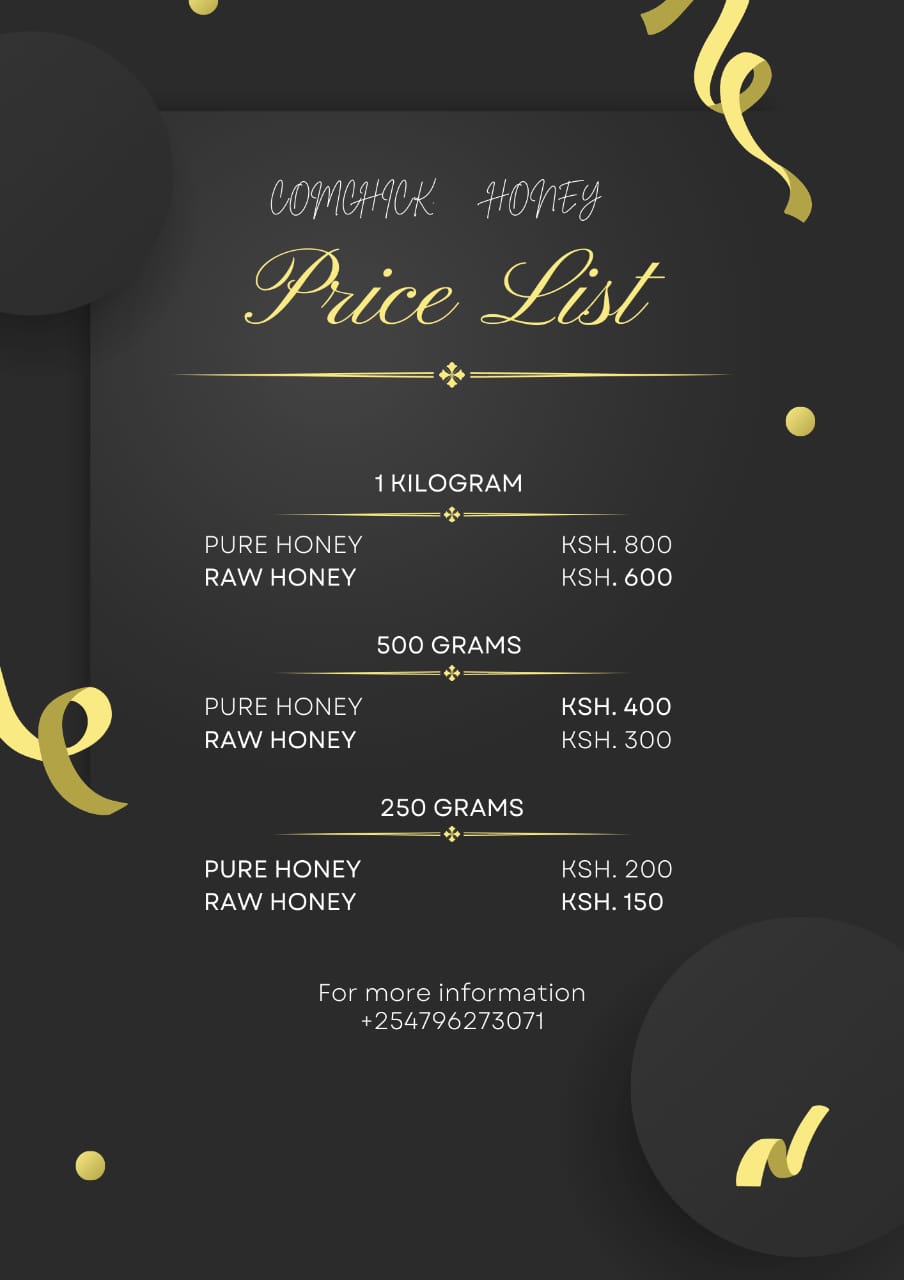 COMCHICK HONEY
Price List
1 KILOGRAM
PURE HONEY KSH. 800
RAW HONEY KSH. 600
500 GRAMS
PURE HONEY KSH. 400
RAW HONEY KSH. 300
250 GRAMS
PURE HONEY KSH. 200
RAW HONEY KSH. 150
For more information
+254796273071